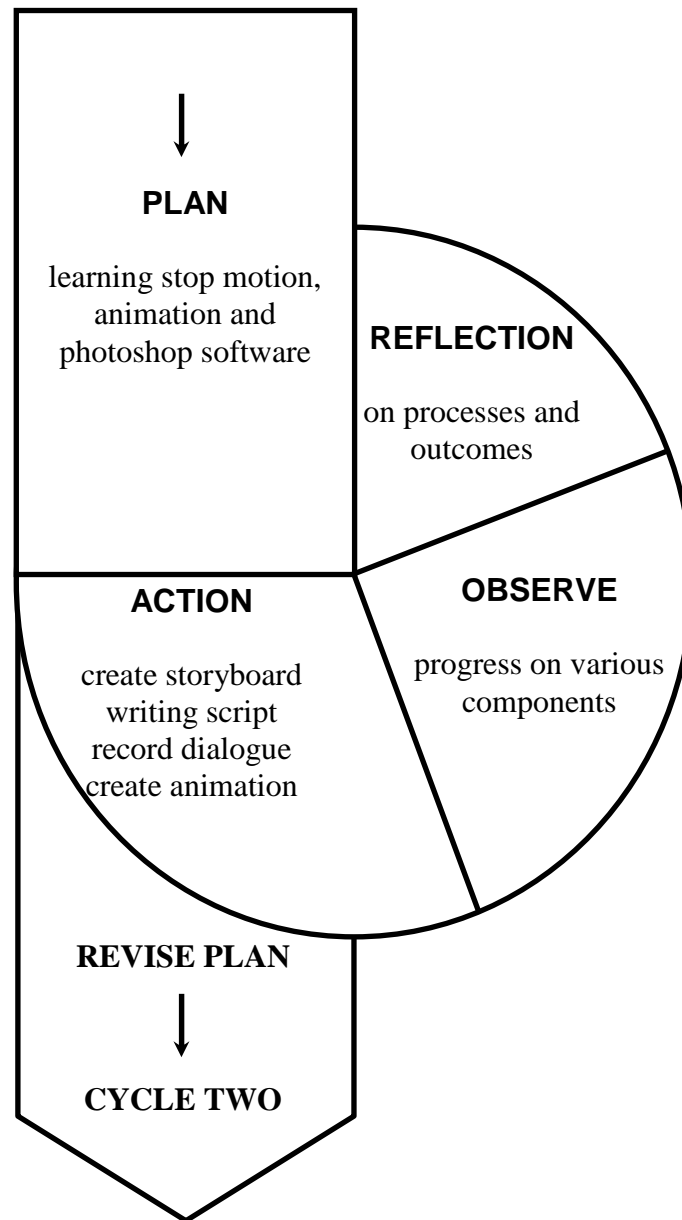 PLAN
learning stop motion,
animation and
photoshop software
REFLECTION
on processes and
outcomes
ACTION
create storyboard
writing script
record dialogue
create animation
OBSERVE
progress on various
components
REVISE PLAN
CYCLE TWO